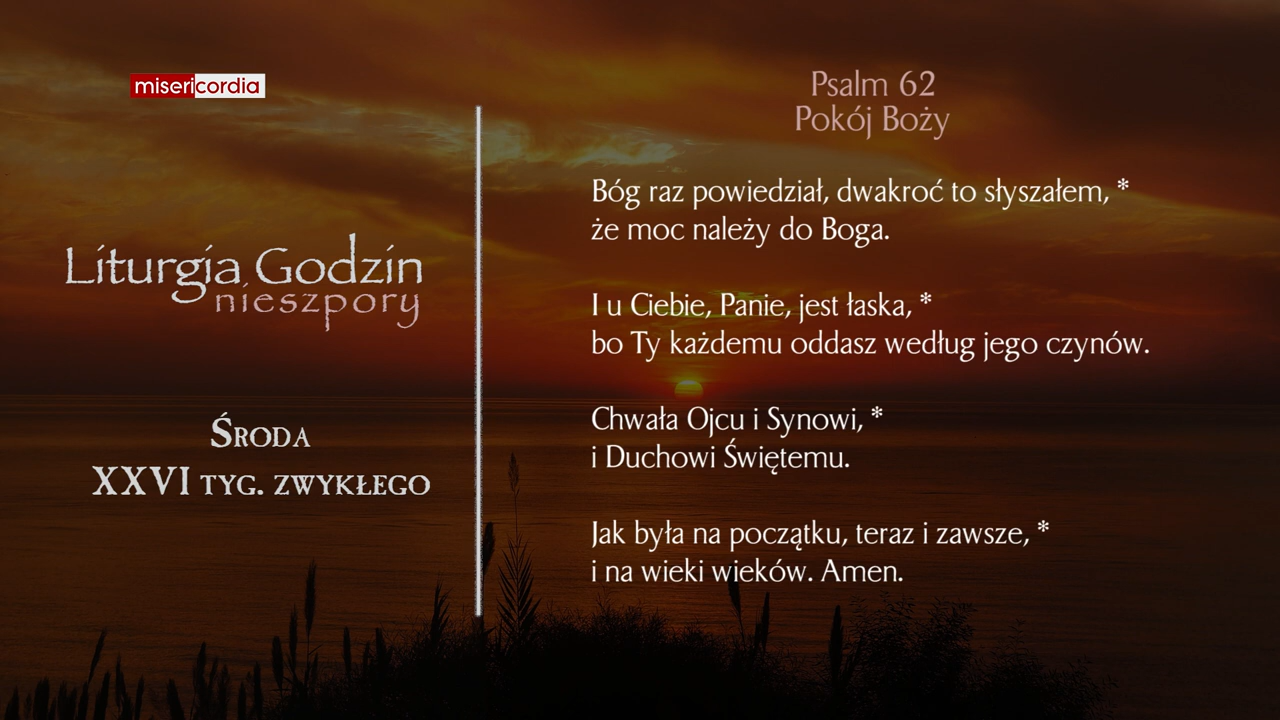 misericordia
Liturgia Godzin
nieszpory
Środa
XXVI tyg. zwykłego
Psalm 62
Pokój Boży
Bóg raz powiedział, dwakroć to słyszałem, *
że moc należy do Boga.
I u Ciebie, Panie, jest łaska, *
bo Ty każdemu oddasz według jego czynów.
Chwała Ojcu i Synowi, *
i Duchowi Świętemu.
Jak była na początku, teraz i zawsze, *
i na wieki wieków. Amen.